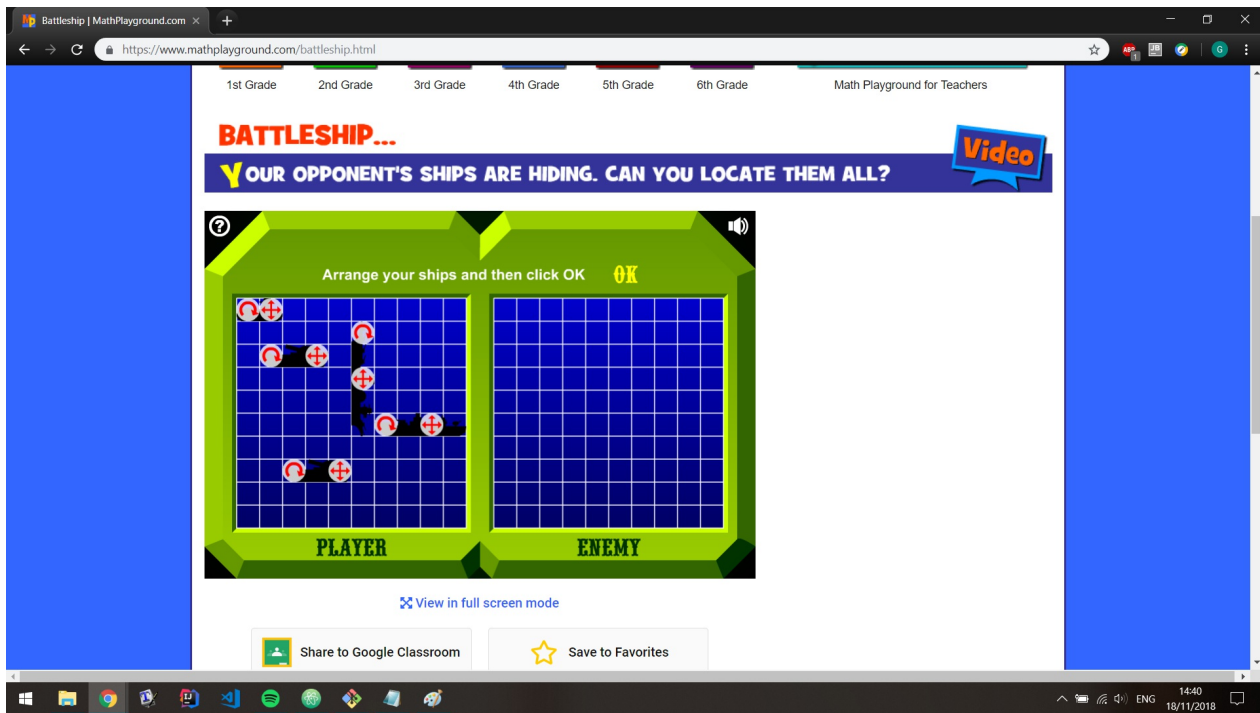 Battleship | MathPlayground.com
https://www.mathplayground.com/battleship.html
1st Grade 2nd Grade 3rd Grade 4th Grade 5th Grade 6th Grade Math Playground for Teachers
BATTLESHIP...
Video
YOUR OPPONENT'S SHIPS ARE HIDING. CAN YOU LOCATE THEM ALL?
Arrange your ships and then click OK OK
PLAYER ENEMY
View in full screen mode
Share to Google Classroom Save to Favorites
ENG 14:40
18/11/2018